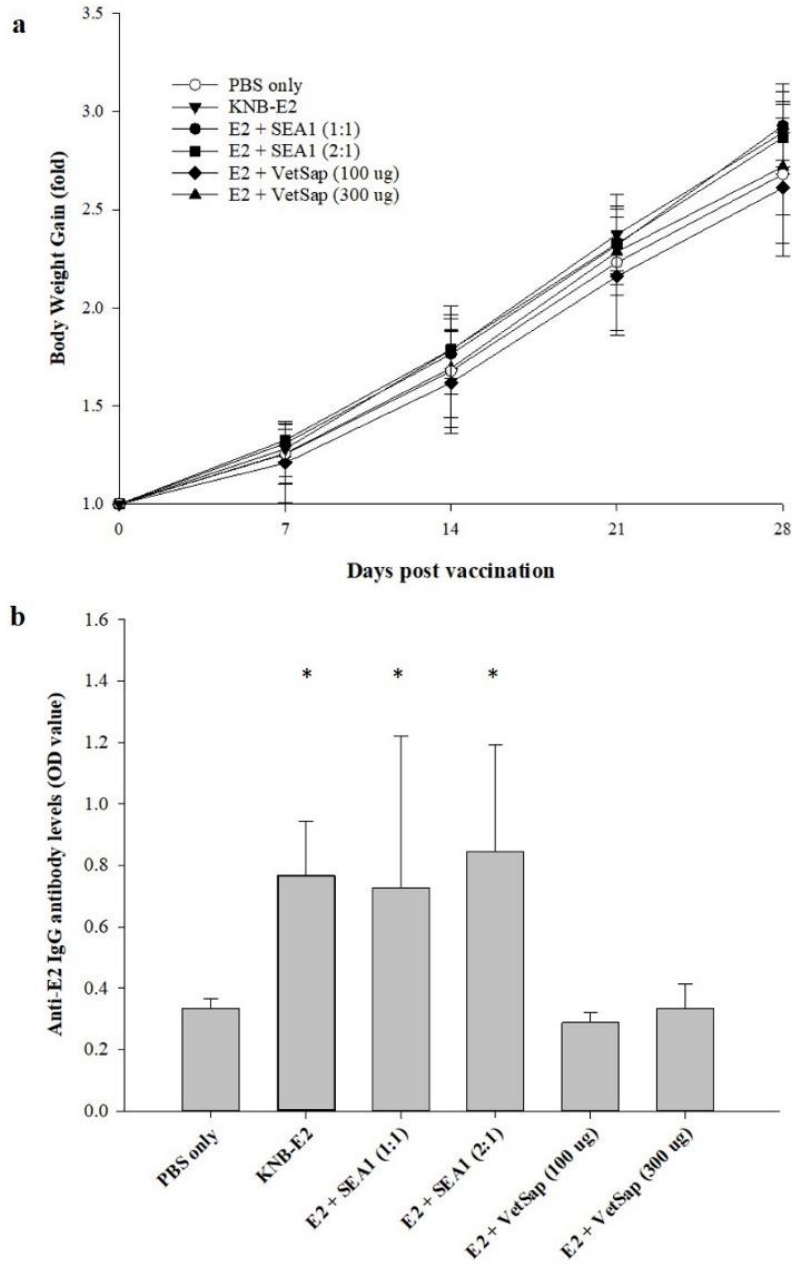 a
3.5
3.0
2.5
2.0
1.5
1.0
Body Weight Gain (fold)
PBS only
KNB-E2
E2 + SEA1 (1:1)
E2 + SEA1 (2:1)
E2 + VetSap (100 ug)
E2 + VetSap (300 ug)
0 7 14 21 28
Days post vaccination
b
1.6
1.4
1.2
1.0
0.8
0.6
0.4
0.2
0.0
Anti-E2 IgG antibody levels (OD value)
* * *
PBS only
KNB-E2
E2 + SEA1 (1:1)
E2 + SEA1 (2:1)
E2 + VetSap (100 ug)
E2 + VetSap (300 ug)